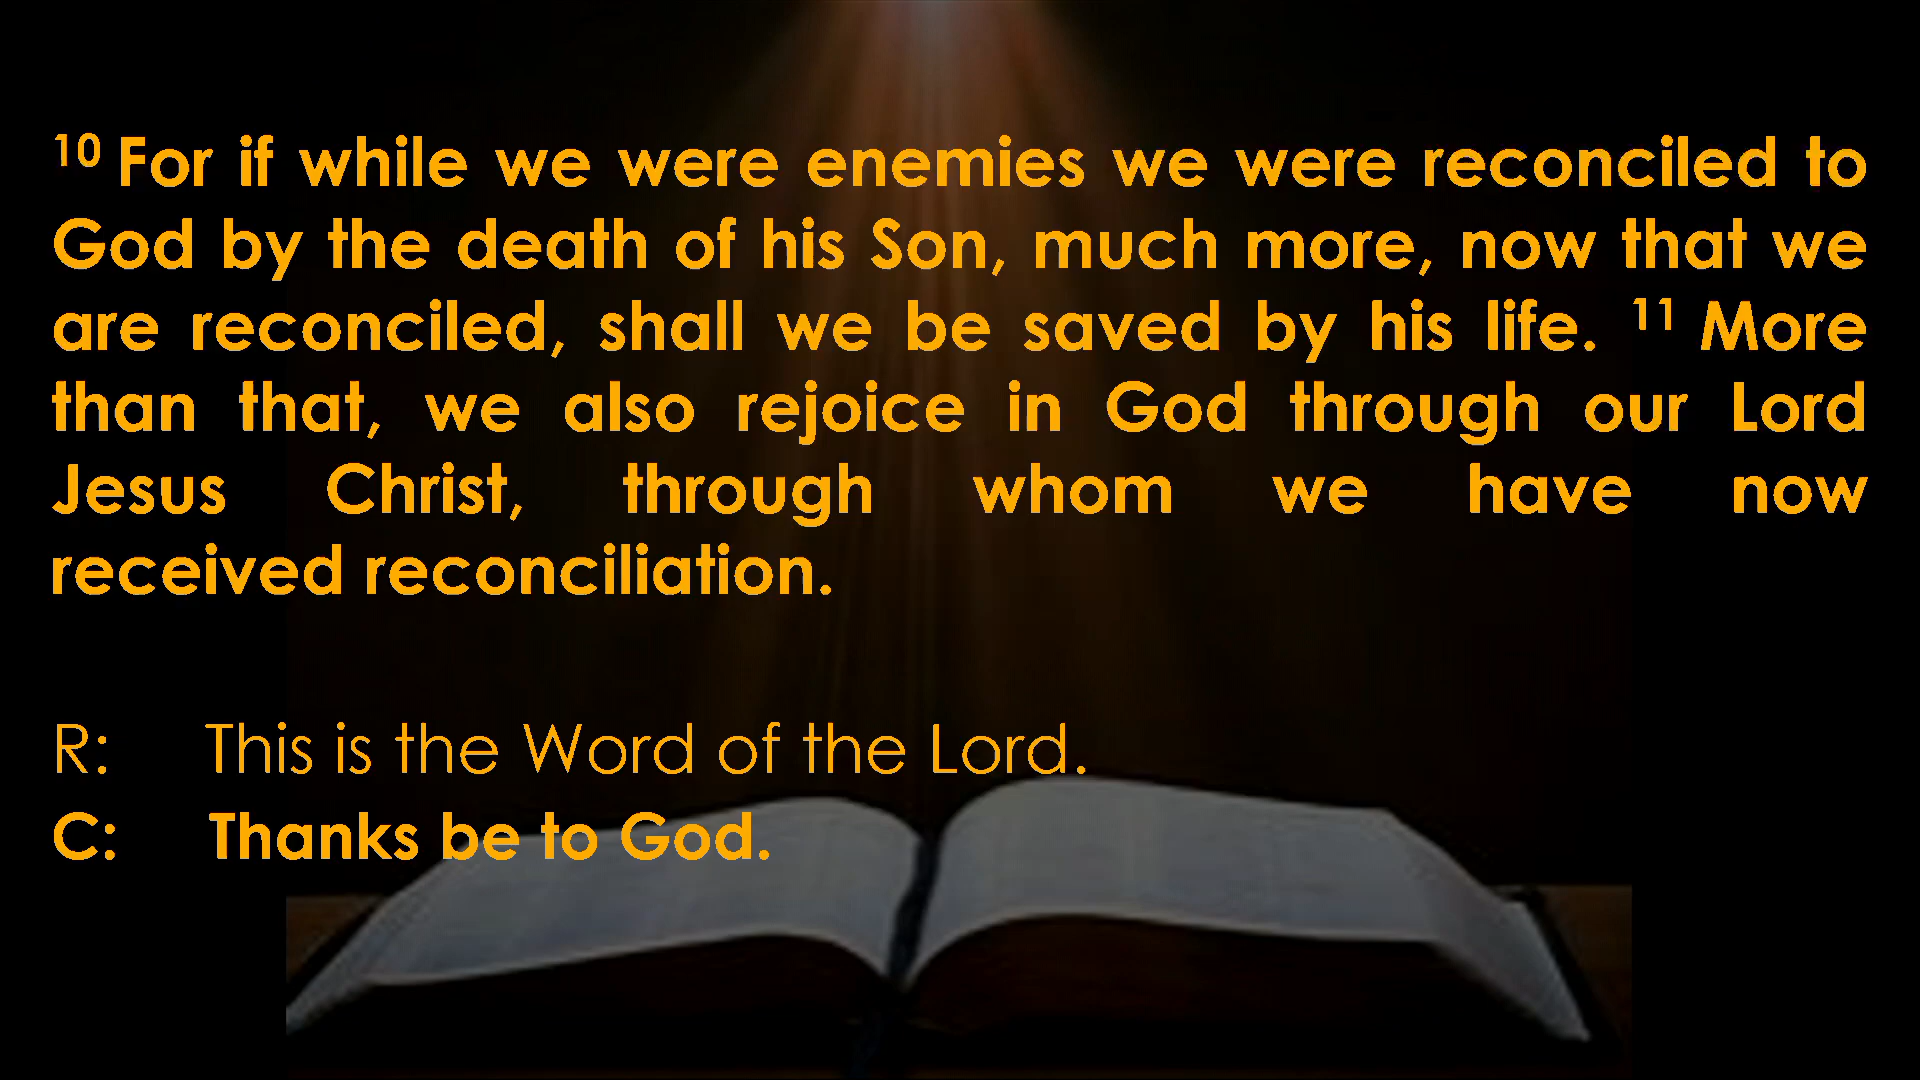 10 For if while we were enemies we were reconciled to
God by the death of his Son, much more, now that we
are reconciled, shall we be saved by his life. 11 More
than that, we also rejoice in God through our Lord
Jesus Christ, through whom we have now
received reconciliation.
R: This is the Word of the Lord.
C: Thanks be to God.